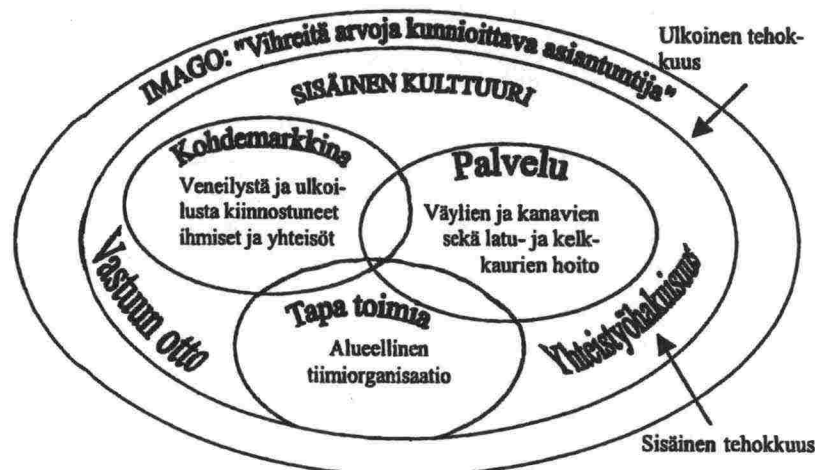 IMAGO: "Vihreitä arvoja kunnioittava asiantuntija"
Ulkoinen tehok-
kuus
SISÄINEN KULTTUURI
Kohdemarkkina
Veneilystä ja ulkoi-
lusta kiinnostuneet
ihmiset ja yhteisöt
Palvelu
Väylien ja kanavien
sekä latu- ja kelk-
kaurien hoito
Vastuun otto
Tapa toimia
Alueellinen
tiimiorganisaatio
Yhteistyöhakuisuus
Sisäinen tehokkuus